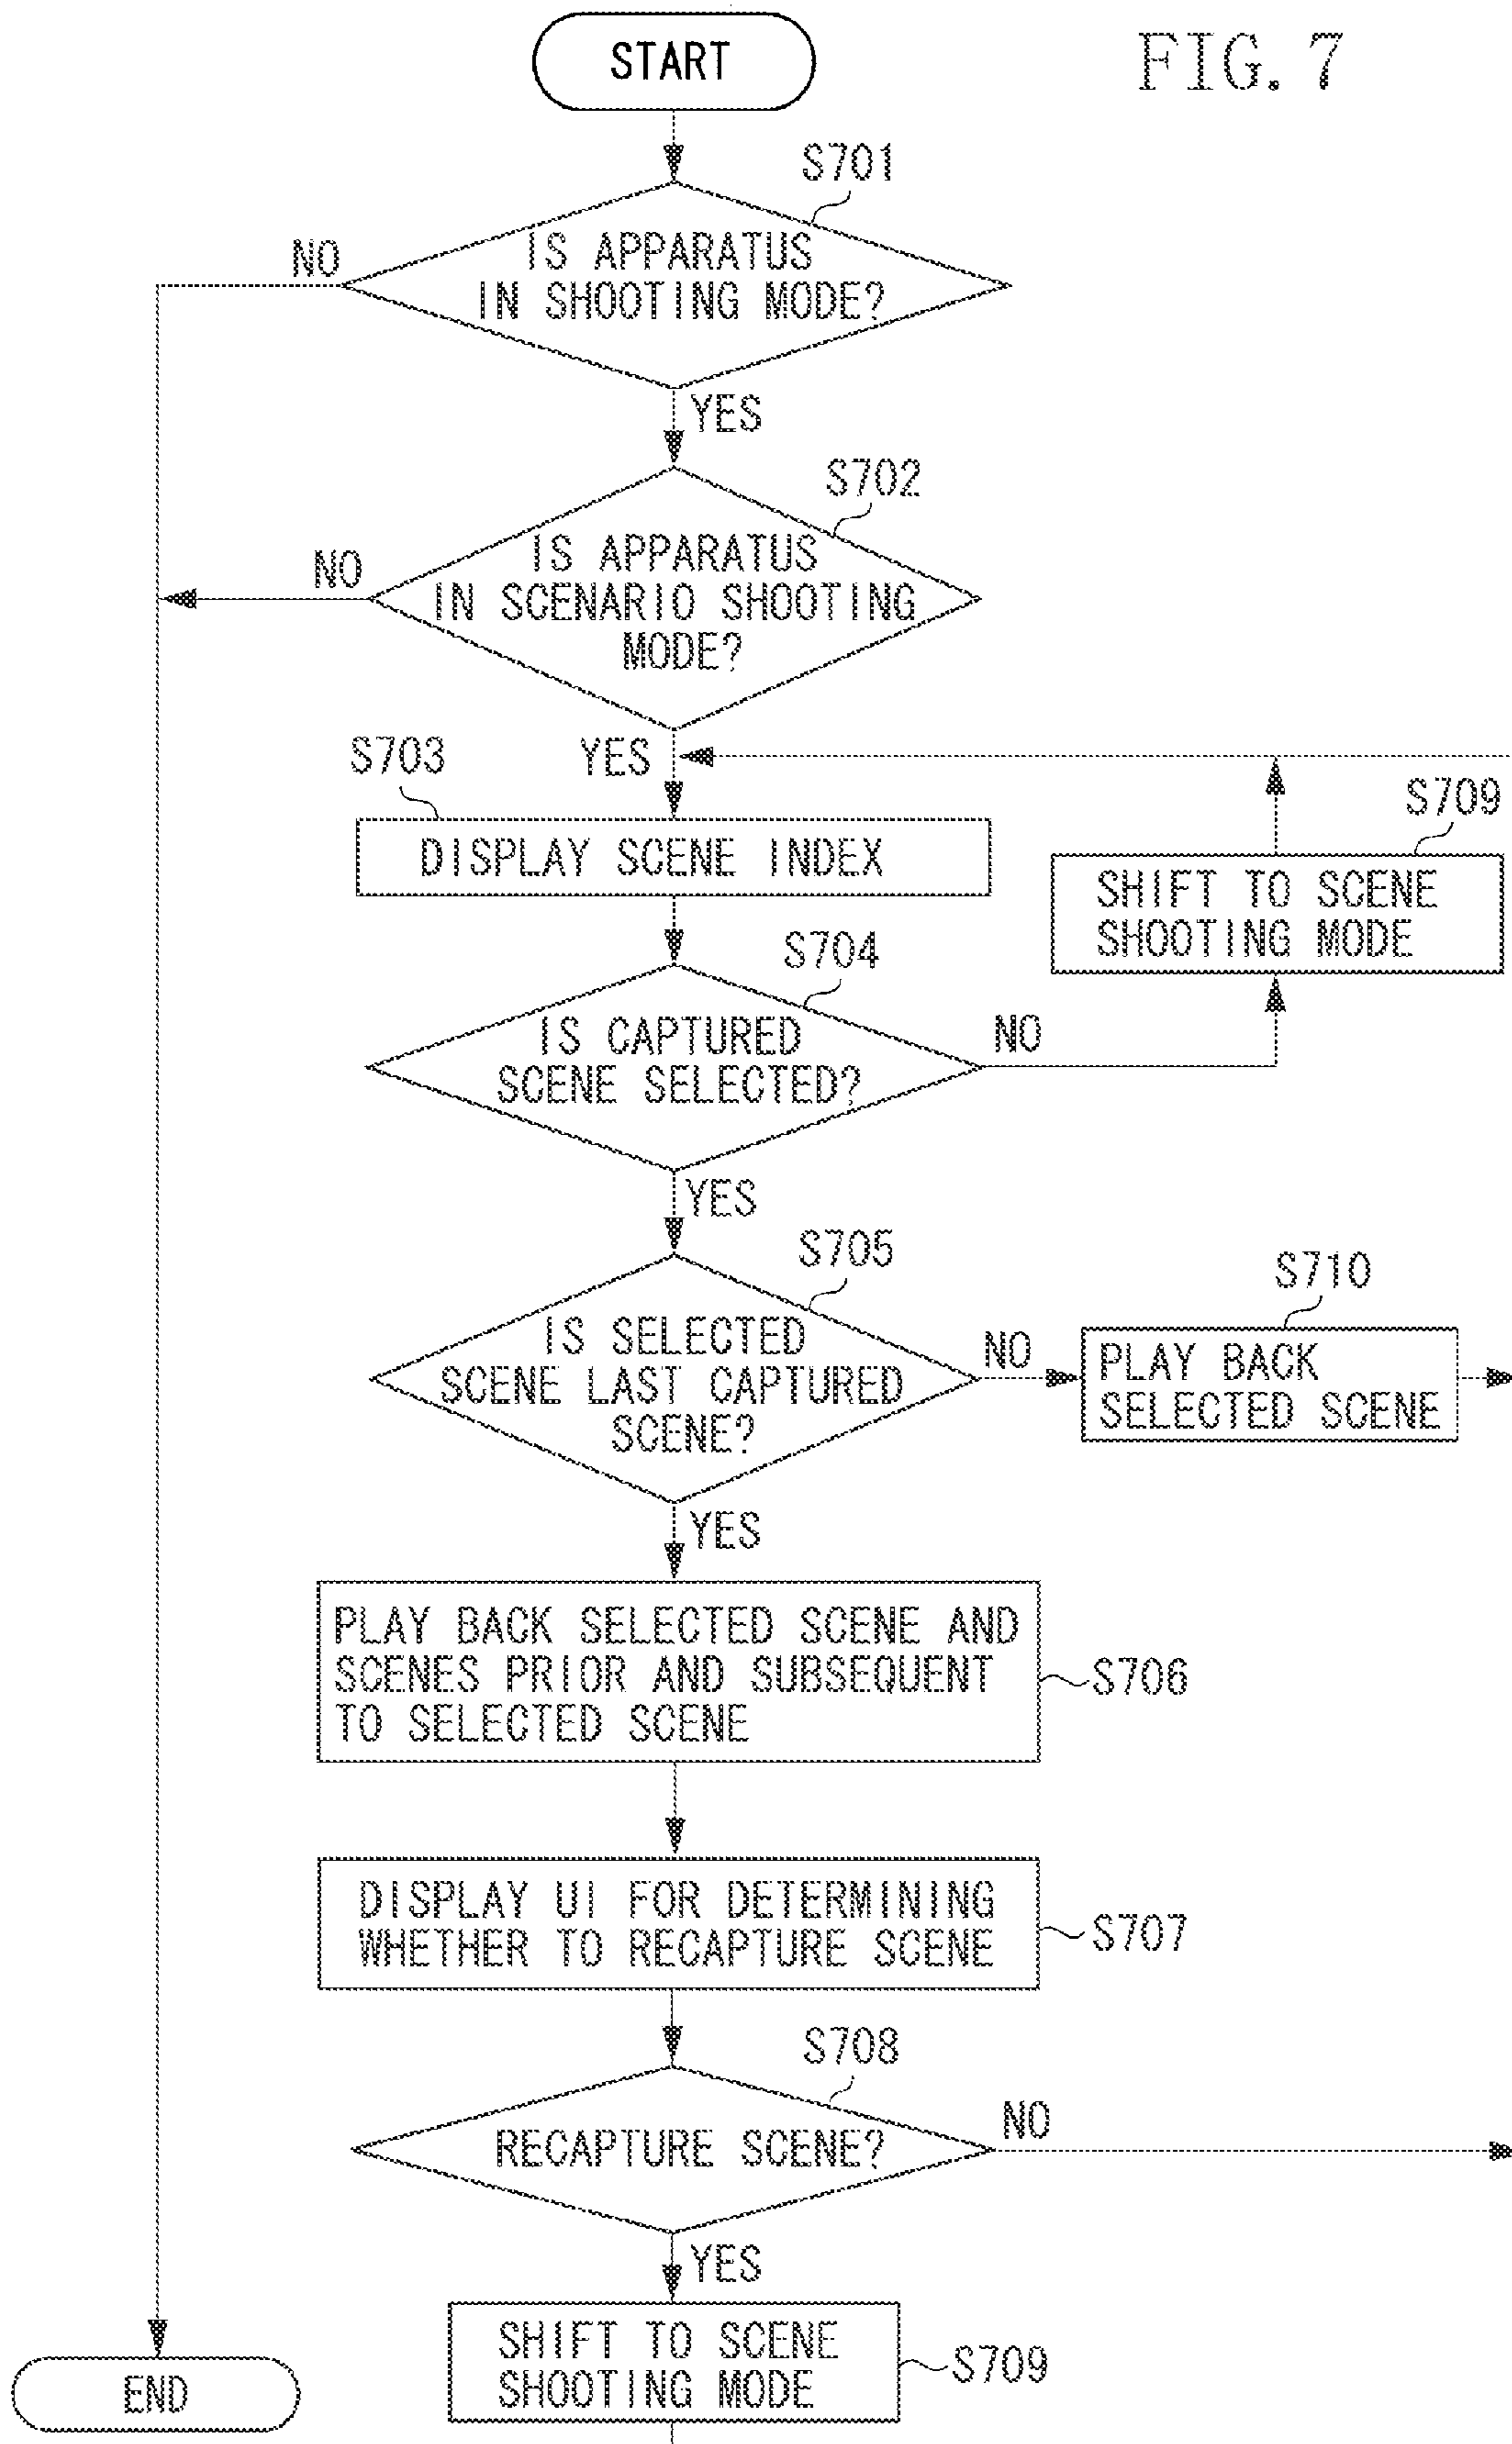 FIG. 7
START
S701
IS APPARATUS
IN SHOOTING MODE?
NO
YES
S702
IS APPARATUS
IN SCENARIO SHOOTING
MODE?
NO
YES
S703
DISPLAY SCENE INDEX
S709
SHIFT TO SCENE
SHOOTING MODE
S704
IS CAPTURED
SCENE SELECTED?
NO
YES
S705
IS SELECTED
SCENE LAST CAPTURED
SCENE?
NO
S710
PLAY BACK
SELECTED SCENE
YES
PLAY BACK SELECTED SCENE AND
SCENES PRIOR AND SUBSEQUENT
TO SELECTED SCENE
S706
DISPLAY UI FOR DETERMINING
WHETHER TO RECAPTURE SCENE
S707
S708
RECAPTURE SCENE?
NO
YES
SHIFT TO SCENE
SHOOTING MODE
S709
END